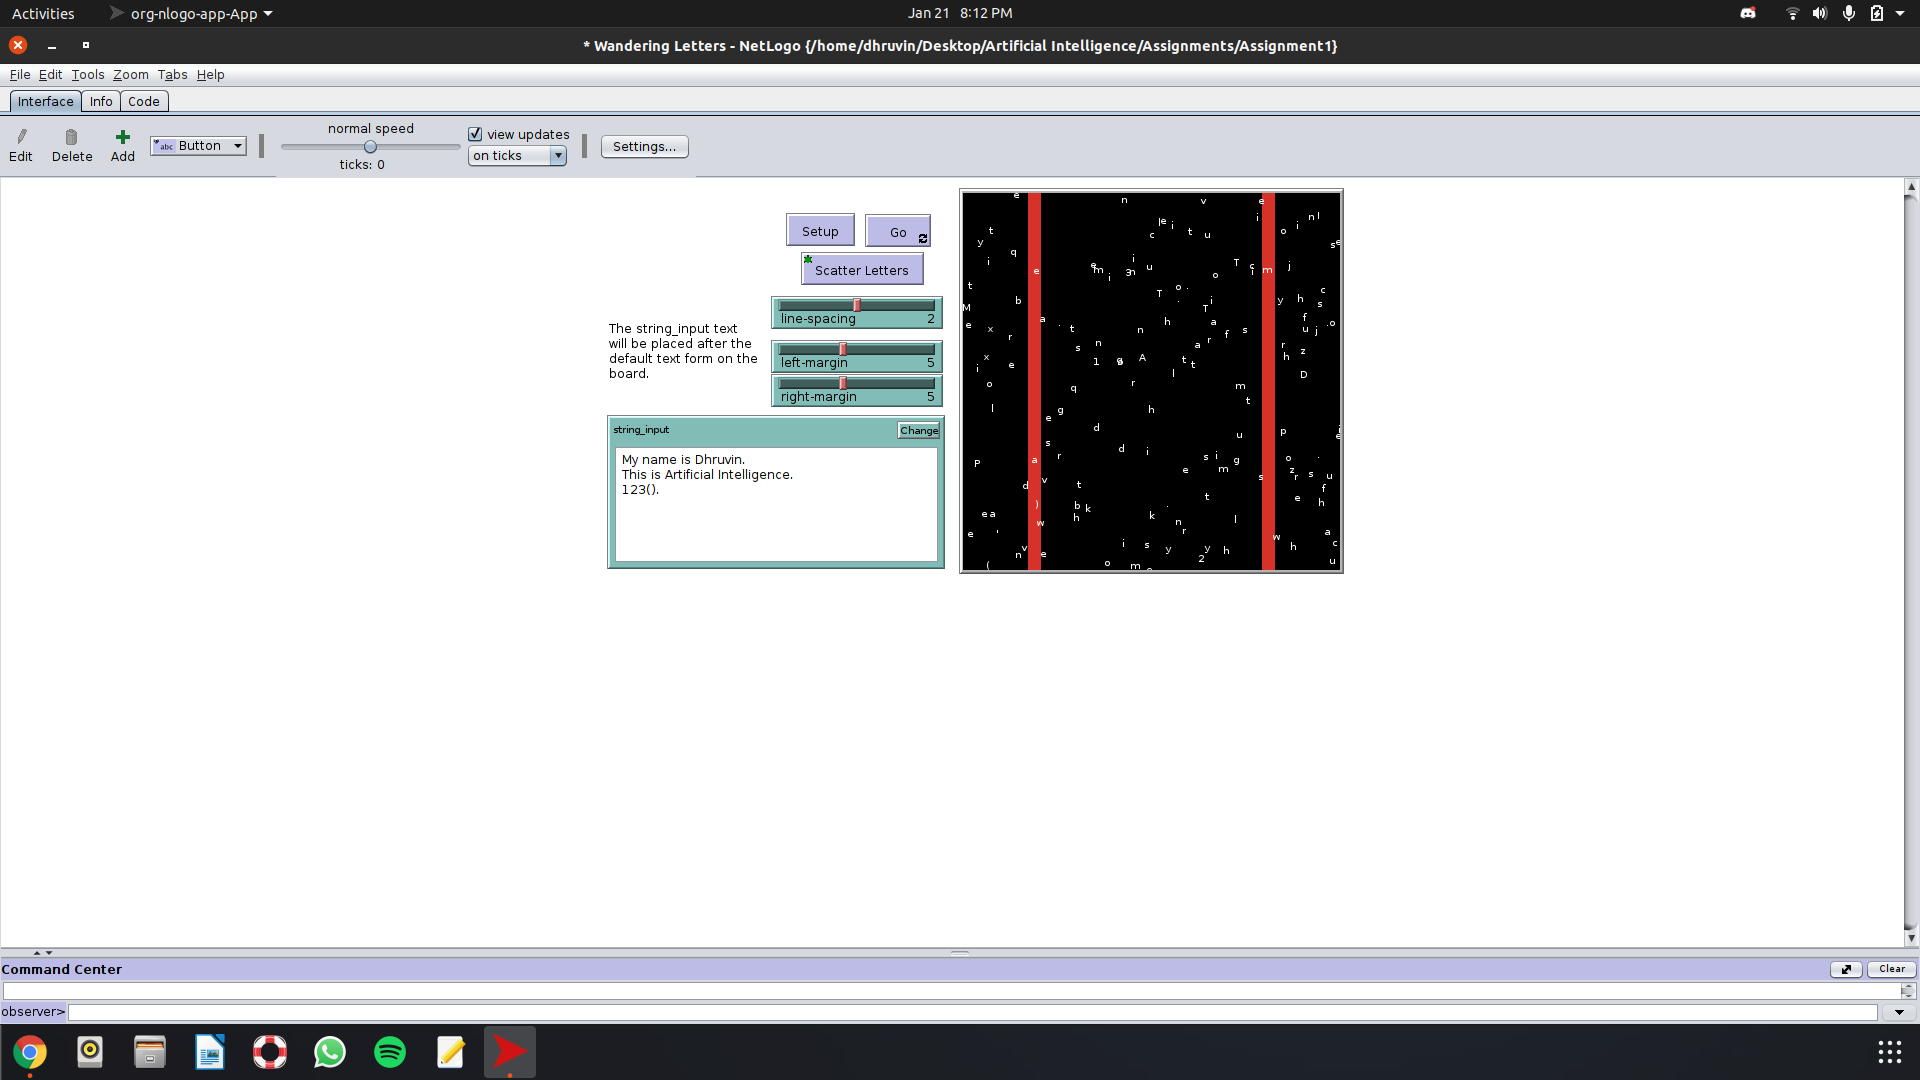 Activities
org-nlogo-app-App
Jan 21 8:12 PM
* Wandering Letters - NetLogo {/home/dhruvin/Desktop/Artificial Intelligence/Assignments/Assignment1}
File Edit Tools Zoom Tabs Help
Interface Info Code
Edit
Delete
Add
abc Button
normal speed
ticks: 0
view updates
on ticks
Settings...
Setup
Go
Scatter Letters
line-spacing 2
left-margin 5
right-margin 5
The string_input text
will be placed after the
default text form on the
board.
string_input
Change
My name is Dhruvin.
This is Artificial Intelligence.
123().
Command Center
Clear
observer>